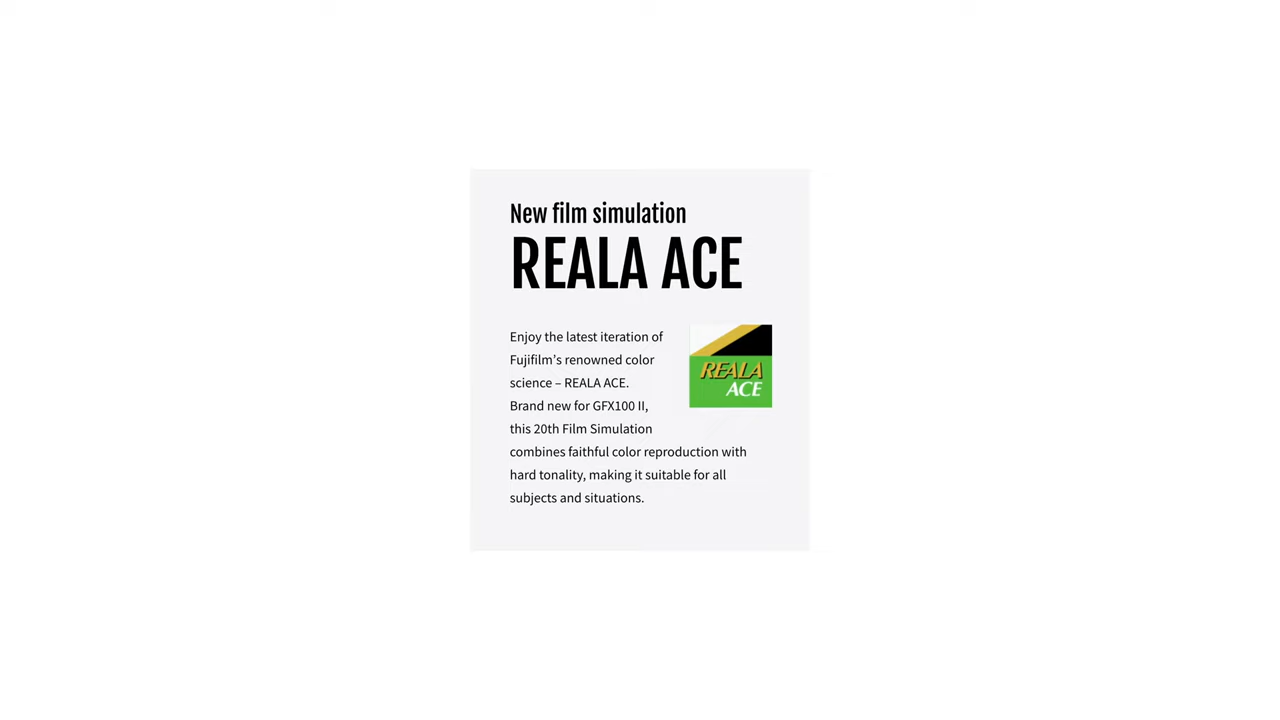 New film simulation
REALA ACE
Enjoy the latest iteration of
Fujifilm’s renowned color
science – REALA ACE.
Brand new for GFX100 II,
this 20th Film Simulation
combines faithful color reproduction with
hard tonality, making it suitable for all
subjects and situations.
REALA
ACE